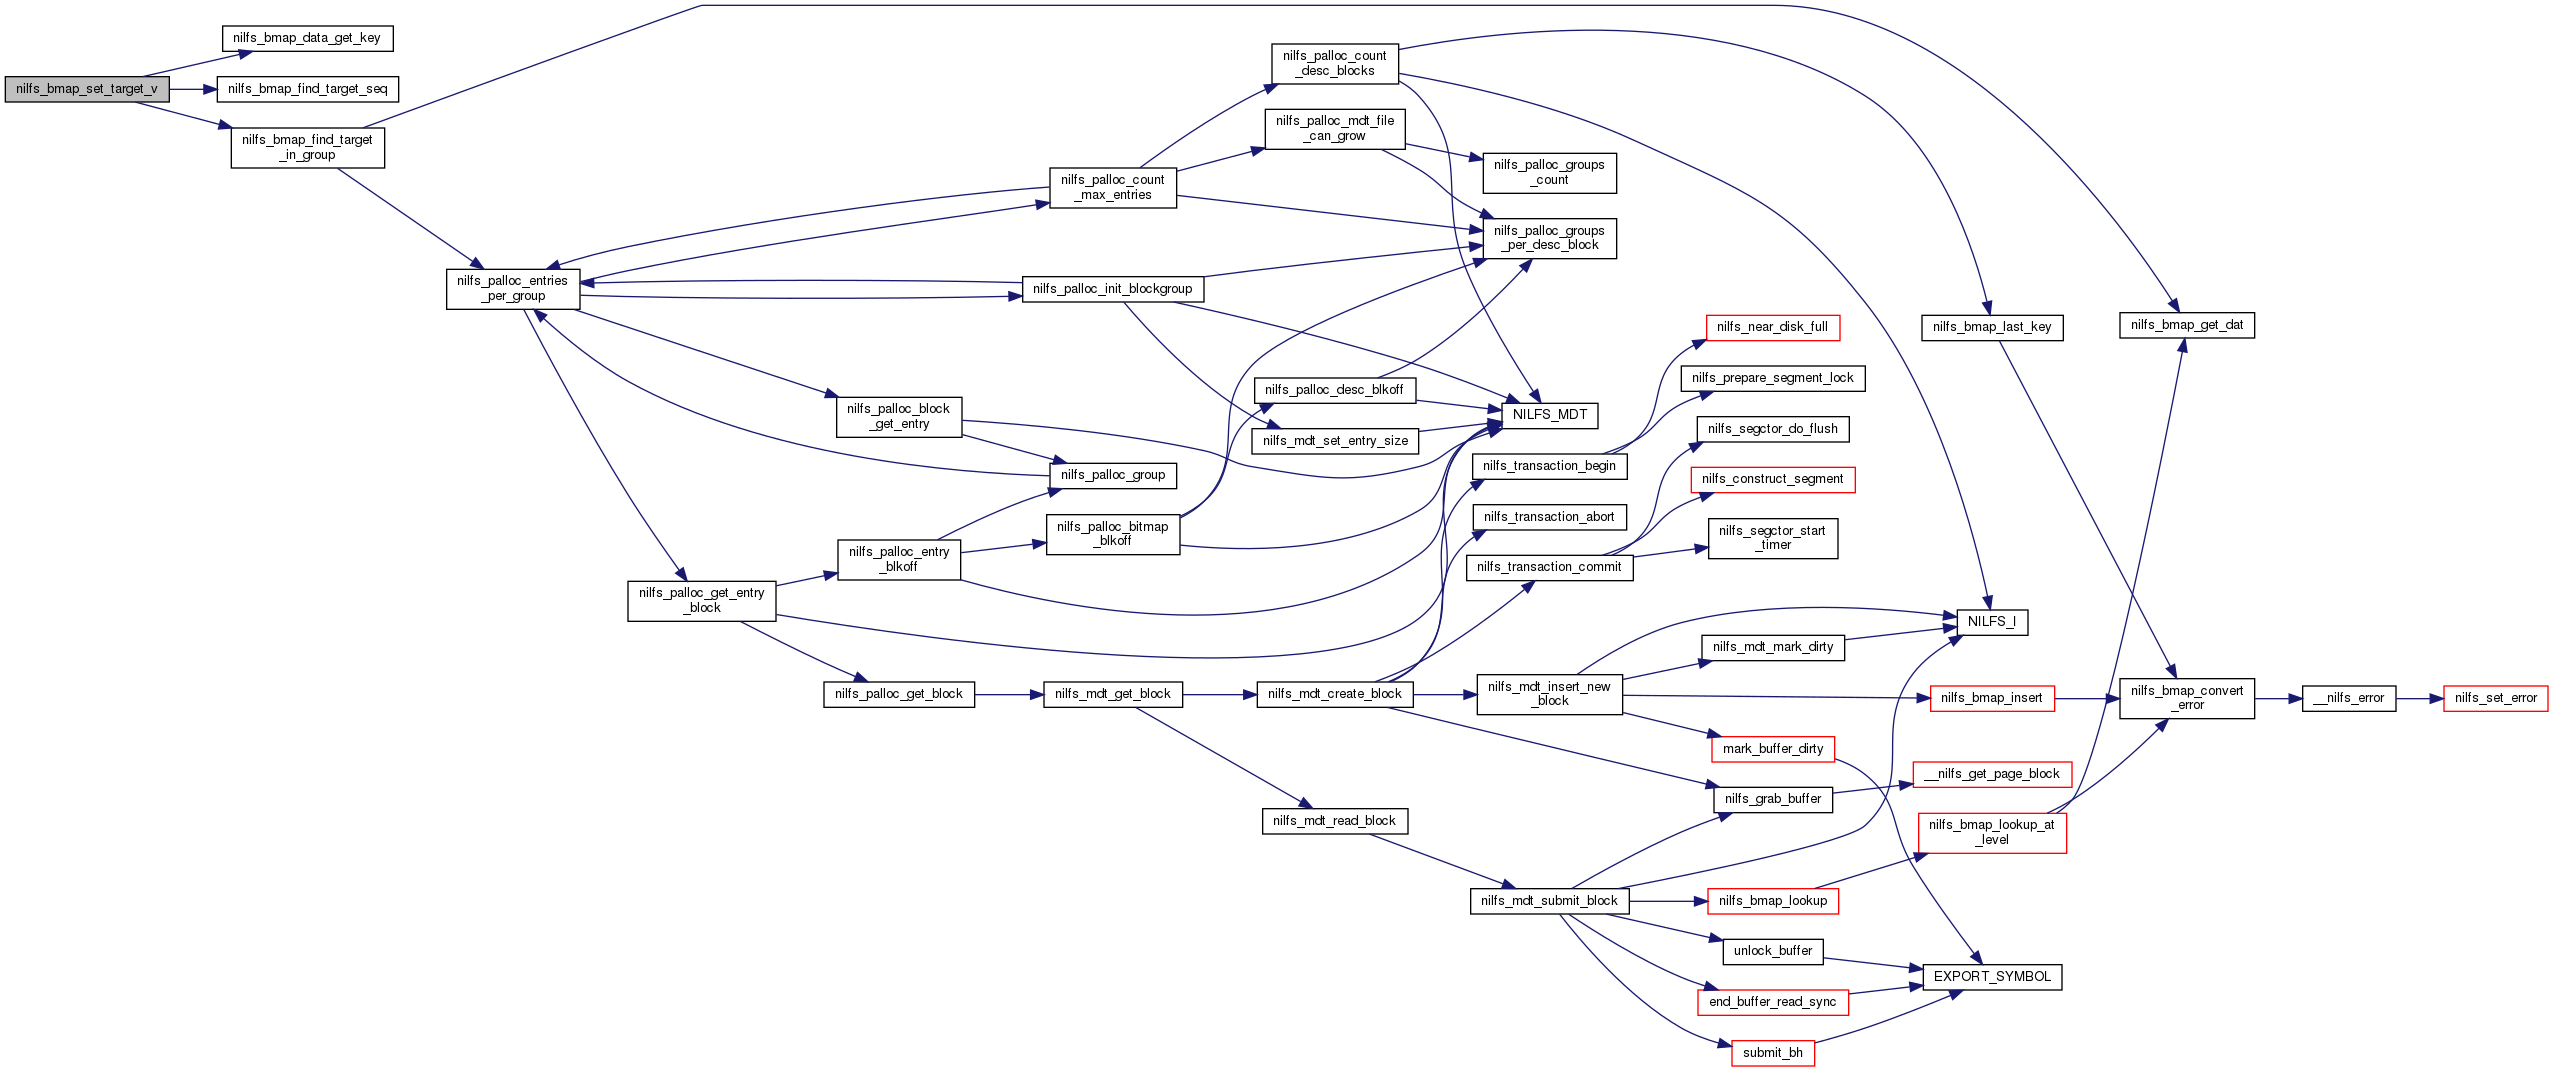 nilfs_bmap_set_target_v
nilfs_bmap_data_get_key
nilfs_bmap_find_target_seq
nilfs_bmap_find_target
_in_group
nilfs_palloc_entries
_per_group
nilfs_palloc_get_entry
_block
nilfs_palloc_block
_get_entry
nilfs_palloc_entry
_blkoff
nilfs_palloc_get_block
nilfs_palloc_count
_max_entries
nilfs_palloc_init_blockgroup
nilfs_palloc_group
nilfs_palloc_bitmap
_blkoff
nilfs_mdt_get_block
nilfs_palloc_count
_desc_blocks
nilfs_palloc_mdt_file
_can_grow
nilfs_palloc_desc_blkoff
nilfs_mdt_set_entry_size
nilfs_mdt_create_block
nilfs_mdt_read_block
nilfs_palloc_groups
_count
nilfs_palloc_groups
_per_desc_block
NILFS_MDT
nilfs_transaction_begin
nilfs_transaction_abort
nilfs_transaction_commit
nilfs_mdt_insert_new
_block
nilfs_mdt_submit_block
nilfs_near_disk_full
nilfs_prepare_segment_lock
nilfs_segctor_do_flush
nilfs_construct_segment
nilfs_segctor_start
_timer
nilfs_mdt_mark_dirty
mark_buffer_dirty
nilfs_grab_buffer
nilfs_bmap_lookup
unlock_buffer
end_buffer_read_sync
submit_bh
nilfs_bmap_last_key
NILFS_I
nilfs_bmap_insert
__nilfs_get_page_block
nilfs_bmap_lookup_at
_level
EXPORT_SYMBOL
nilfs_bmap_get_dat
nilfs_bmap_convert
_error
__nilfs_error
nilfs_set_error